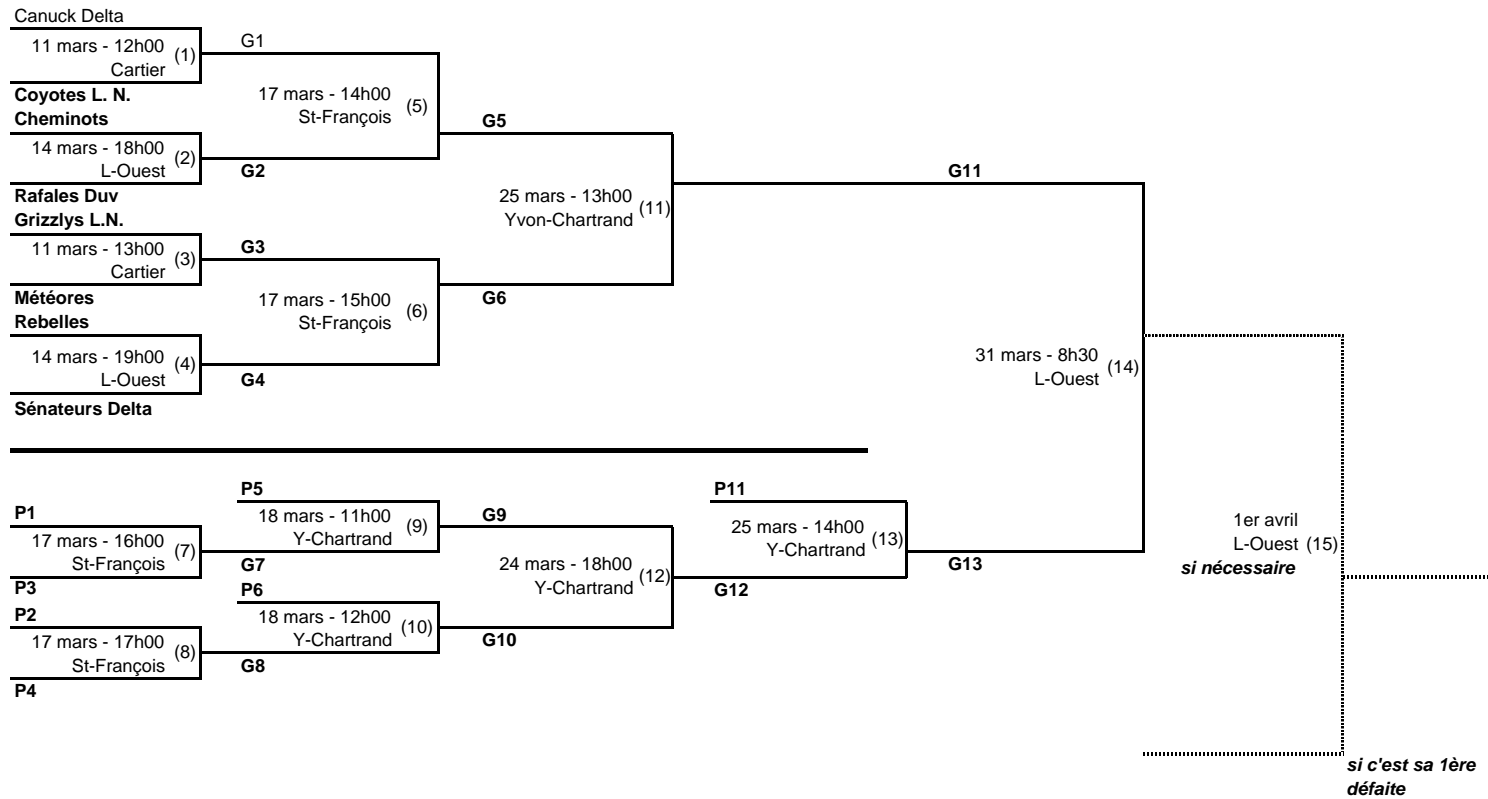 Canuck Delta
11 mars - 12h00 (1)
Cartier
G1
Coyotes L. N.
Cheminots
17 mars - 14h00 (5)
St-François
G5
14 mars - 18h00 (2)
L-Ouest
G2
G11
Rafales Duv
Grizzlys L.N.
25 mars - 13h00 (11)
Yvon-Chartrand
11 mars - 13h00 (3)
Cartier
G3
Météores
Rebelles
17 mars - 15h00 (6)
St-François
G6
14 mars - 19h00 (4)
L-Ouest
G4
31 mars - 8h30 (14)
L-Ouest
Sénateurs Delta
P5
P11
P1
18 mars - 11h00 (9)
Y-Chartrand
G9
25 mars - 14h00 (13)
Y-Chartrand
1er avril
L-Ouest (15)
si nécessaire
17 mars - 16h00 (7)
St-François
G7
24 mars - 18h00 (12)
Y-Chartrand
G13
P3
P6
G12
P2
18 mars - 12h00 (10)
Y-Chartrand
G10
17 mars - 17h00 (8)
St-François
G8
P4
si c'est sa 1ère
défaite